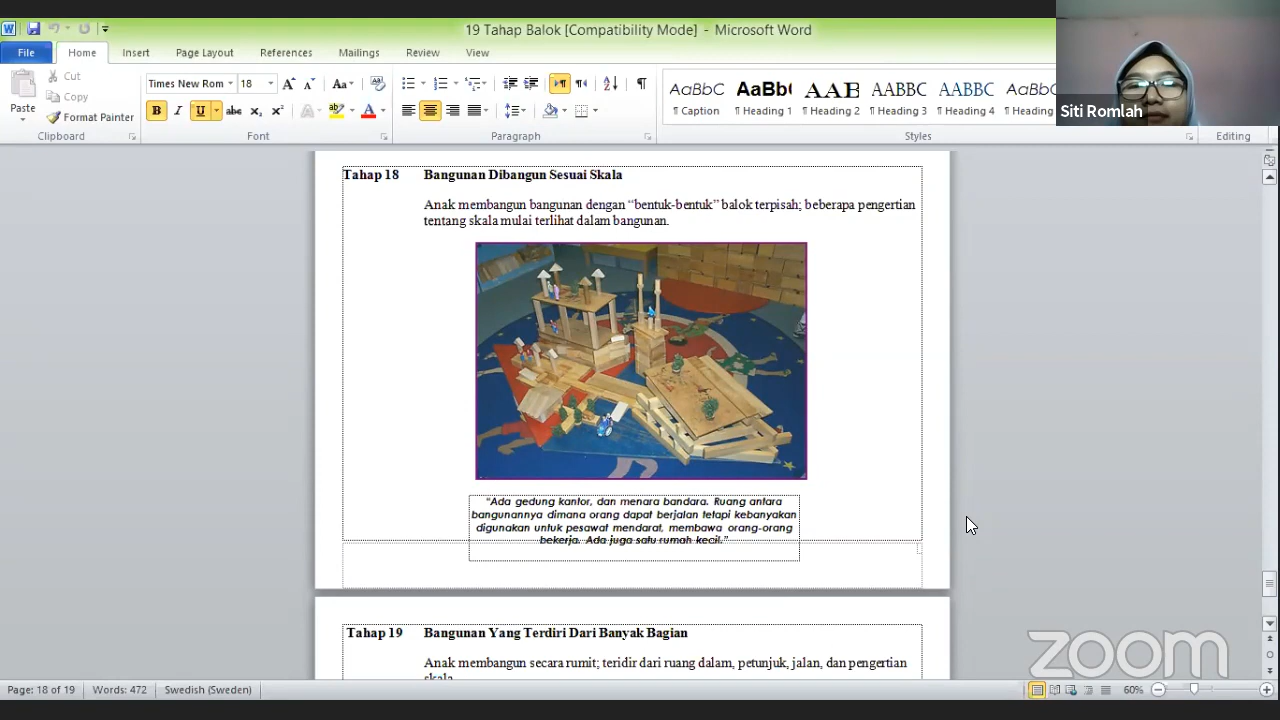 19 Tahap Balok [Compatibility Mode] - Microsoft Word
File Home Insert Page Layout References Mailings Review View
Cut
Copy
Paste
Format Painter
Times New Rom 18
AaBbC AaBb( AAB AABBC AABBC AaBbC
¶ Caption ¶ Heading 1 ¶ Heading 2 ¶ Heading 3 ¶ Heading 4 ¶ Head
Clipboard Font Paragraph Styles Editing
Siti Romlah
Tahap 18 Bangunan Dibangun Sesuai Skala
Anak membangun bangunan dengan “bentuk-bentuk” balok terpisah; beberapa pengertian
tentang skala mulai terlihat dalam bangunan.
“Ada gedung kantor, dan menara bandara. Ruang antara
bangunannya dimana orang dapat berjalan tetapi kebanyakan
digunakan untuk pesawat mendarat, membawa orang-orang
bekerja. Ada juga satu rumah kecil.”
Tahap 19 Bangunan Yang Terdiri Dari Banyak Bagian
Anak membangun secara rumit; teridir dari ruang dalam, petunjuk, jalan, dan pengertian
skala
zoom
Page: 18 of 19 Words: 472 Swedish (Sweden) 60%